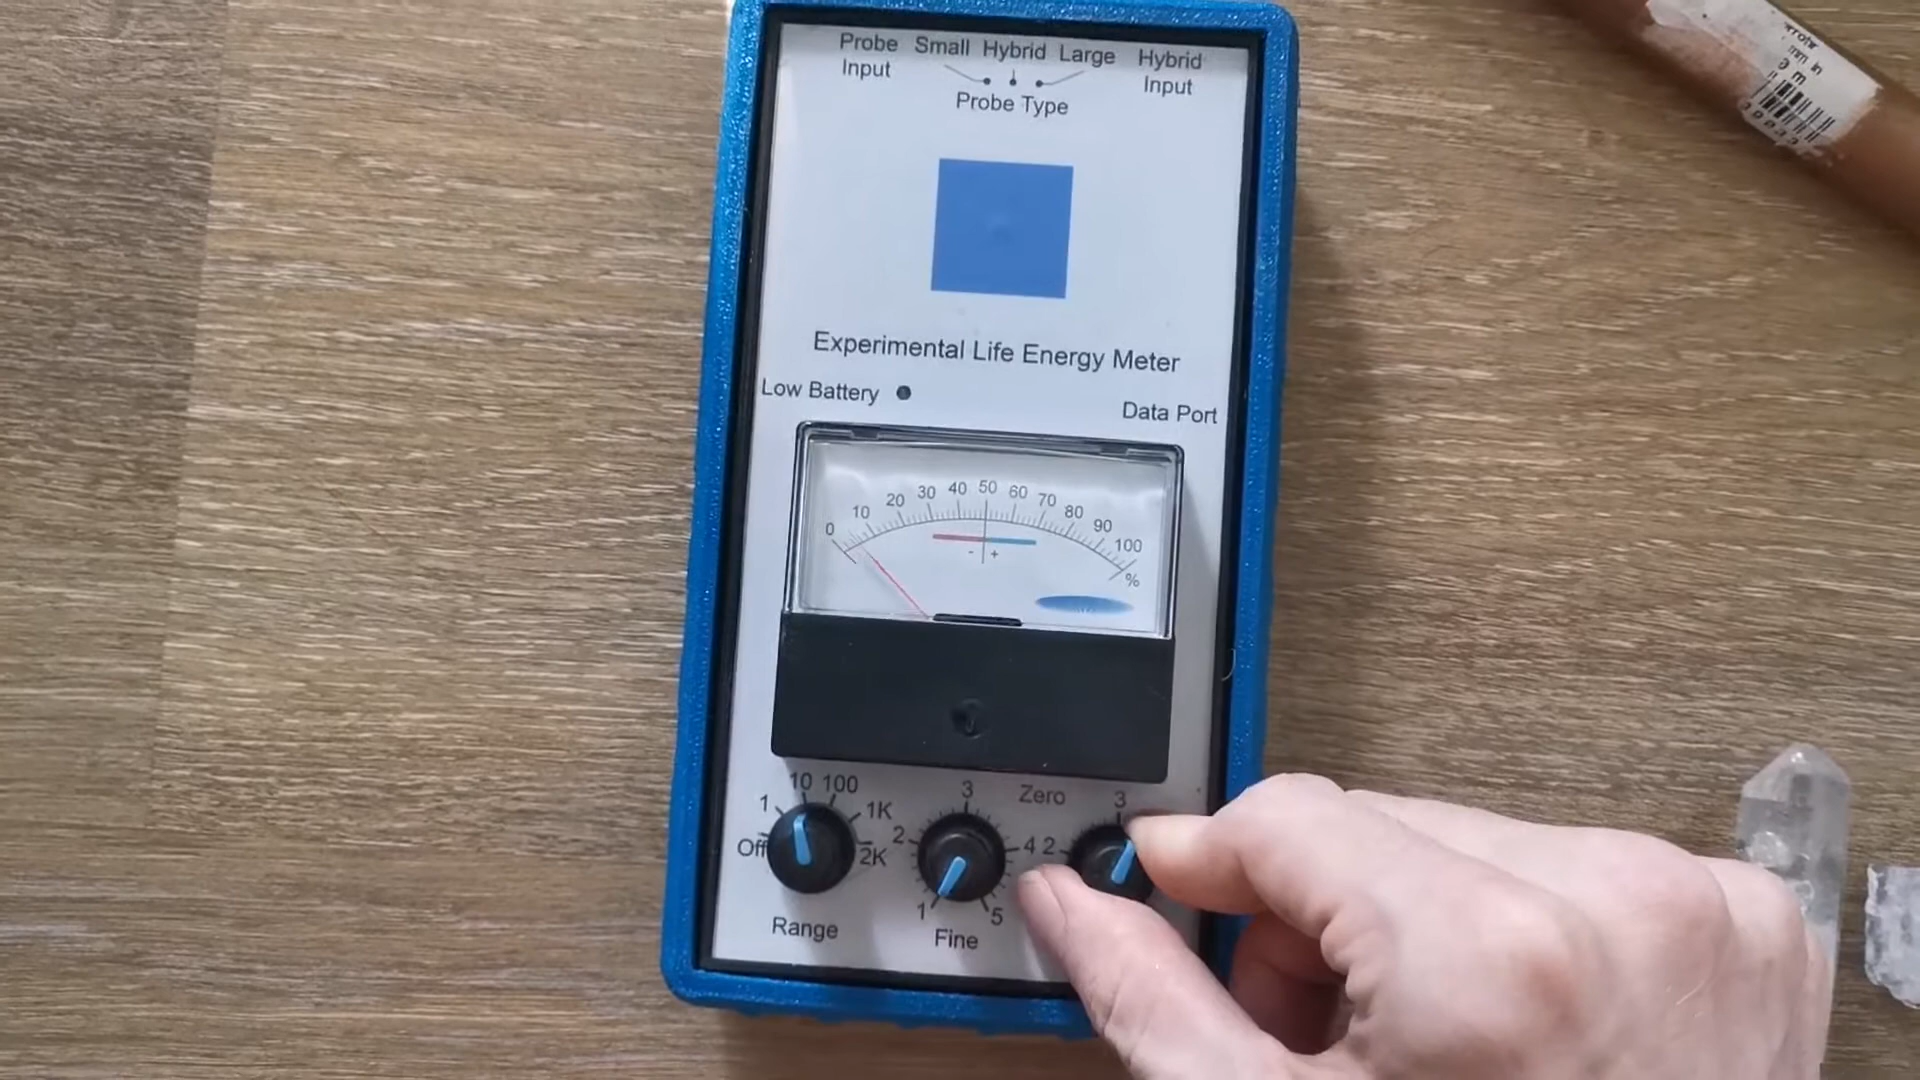 Probe Input
Small Hybrid Large
Hybrid Input
Probe Type
Experimental Life Energy Meter
Low Battery
Data Port
0 10 20 30 40 50 60 70 80 90 100
- +
%
Off 1 10 100 1K 2K
Range
1 2 3 4 5
Fine
Zero
2 3
mm in